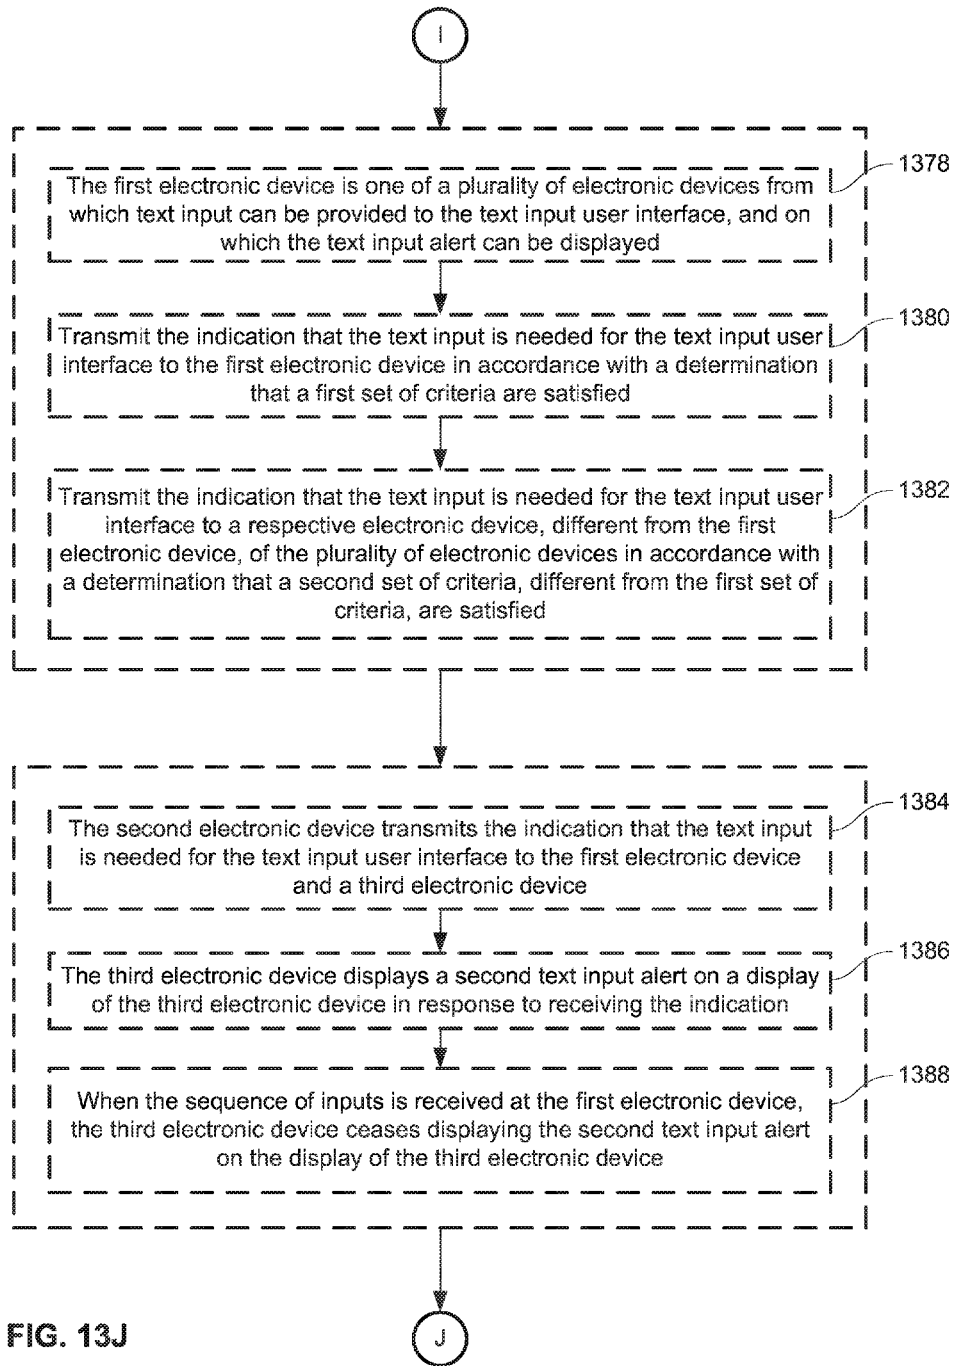 I
1378
The first electronic device is one of a plurality of electronic devices from
which text input can be provided to the text input user interface, and on
which the text input alert can be displayed
1380
Transmit the indication that the text input is needed for the text input user
interface to the first electronic device in accordance with a determination
that a first set of criteria are satisfied
1382
Transmit the indication that the text input is needed for the text input user
interface to a respective electronic device, different from the first
electronic device, of the plurality of electronic devices in accordance with
a determination that a second set of criteria, different from the first set of
criteria, are satisfied
1384
The second electronic device transmits the indication that the text input
is needed for the text input user interface to the first electronic device
and a third electronic device
1386
The third electronic device displays a second text input alert on a display
of the third electronic device in response to receiving the indication
1388
When the sequence of inputs is received at the first electronic device,
the third electronic device ceases displaying the second text input alert
on the display of the third electronic device
FIG. 13J
J